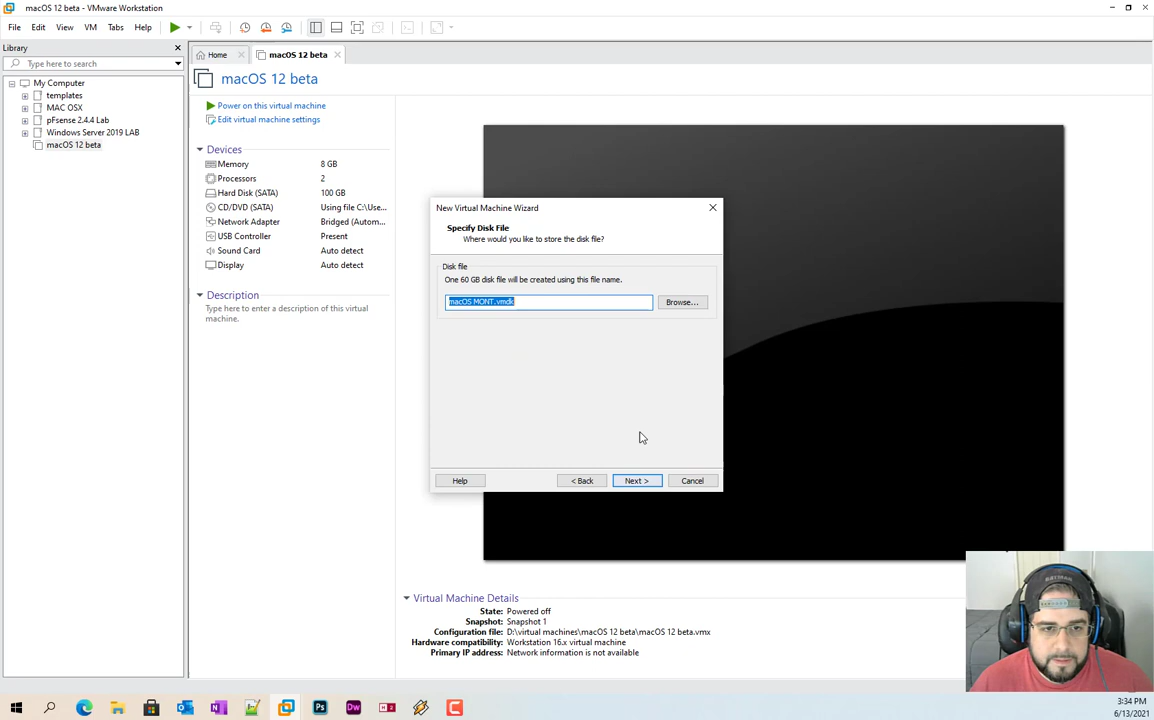 macOS 12 beta - VMware Workstation
File Edit View VM Tabs Help
Library
Type here to search
My Computer
templates
MAC OSX
pFsense 2.4.4 Lab
Windows Server 2019 LAB
macOS 12 beta
Home
macOS 12 beta
macOS 12 beta
Power on this virtual machine
Edit virtual machine settings
Devices
Memory 8 GB
Processors 2
Hard Disk (SATA) 100 GB
CD/DVD (SATA) Using file C:\Use...
Network Adapter Bridged (Autom...
USB Controller Present
Sound Card Auto detect
Display Auto detect
Description
Type here to enter a description of this virtual
machine.
New Virtual Machine Wizard
Specify Disk File
Where would you like to store the disk file?
Disk file
One 60 GB disk file will be created using this file name.
macOS MONT.vmdk
Browse...
Help
< Back
Next >
Cancel
Virtual Machine Details
State: Powered off
Snapshot: Snapshot 1
Configuration file: D:\virtual machines\macOS 12 beta\macOS 12 beta.vmx
Hardware compatibility: Workstation 16.x virtual machine
Primary IP address: Network information is not available
3:34 PM
6/13/2021